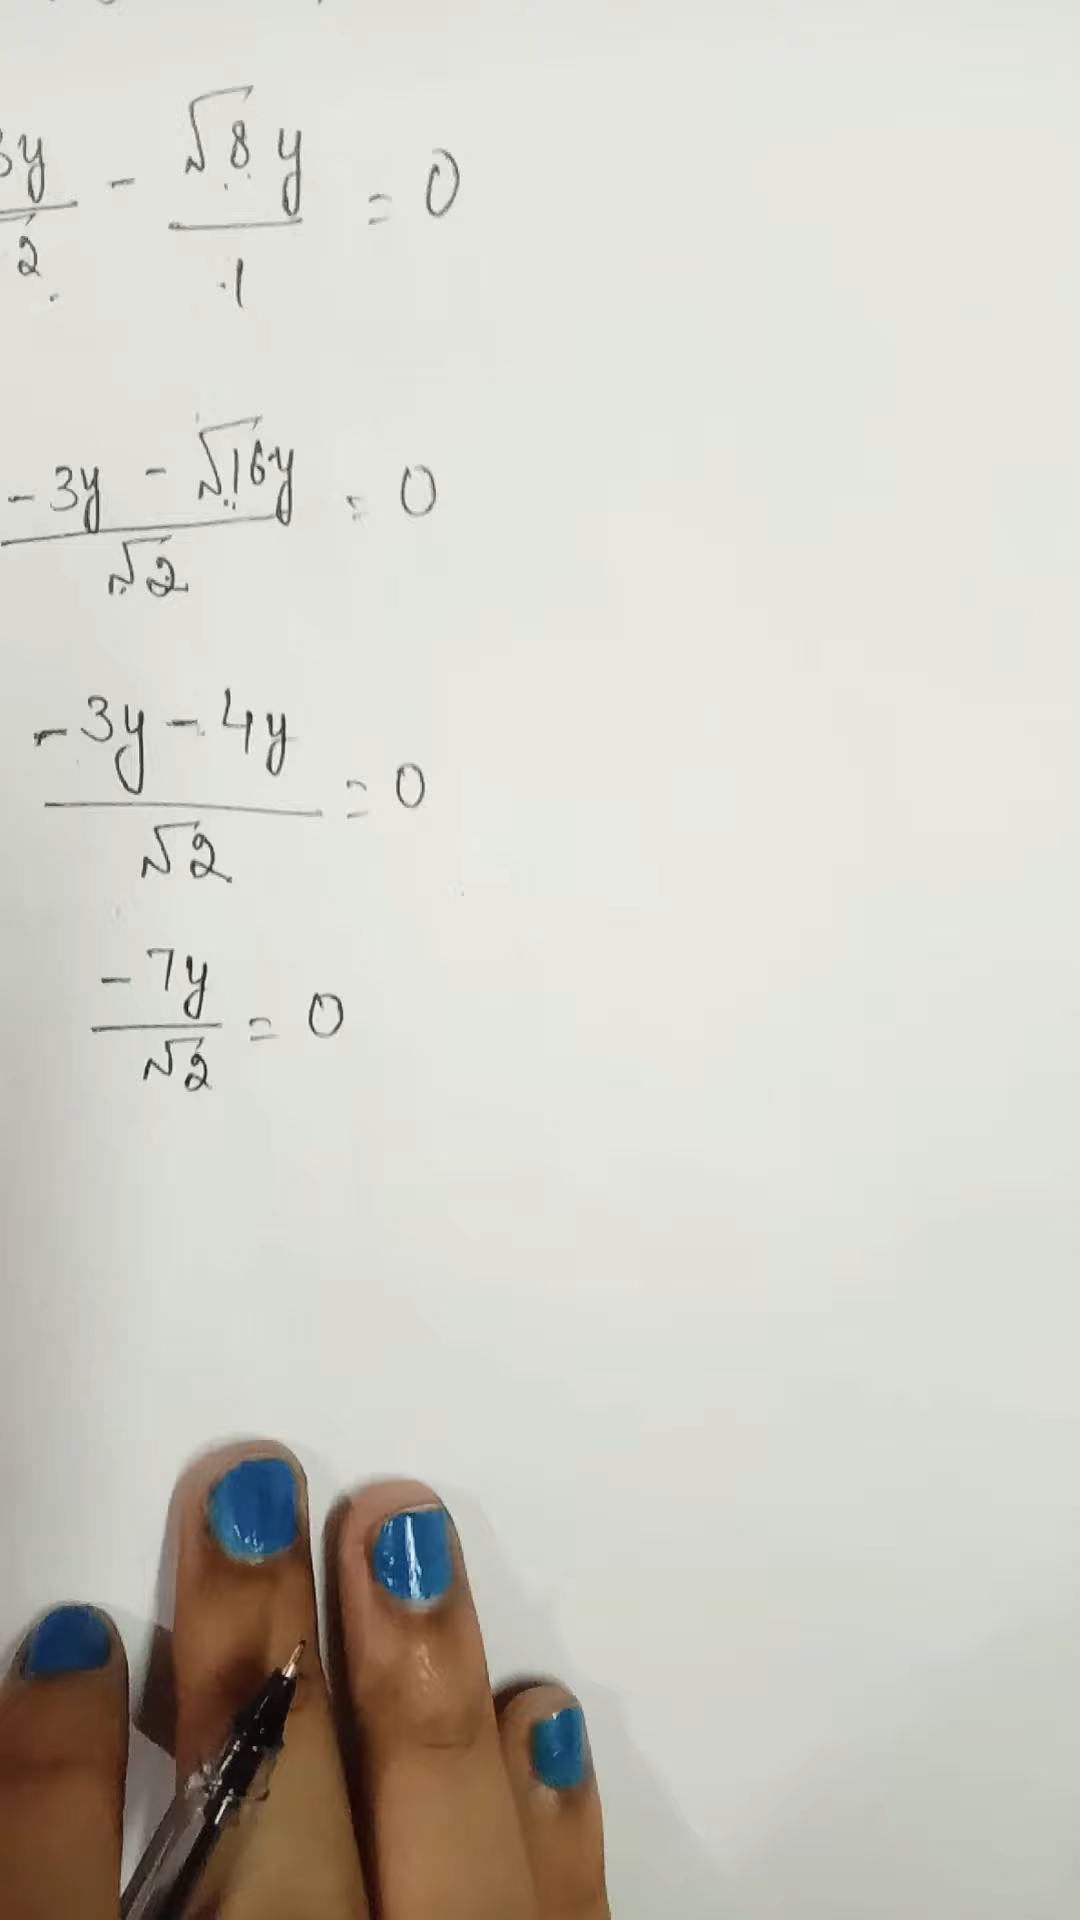 3y/√2 - √8 y/1 = 0
- 3y - √16y / √2 = 0
- 3y - 4y / √2 = 0
- 7y / √2 = 0